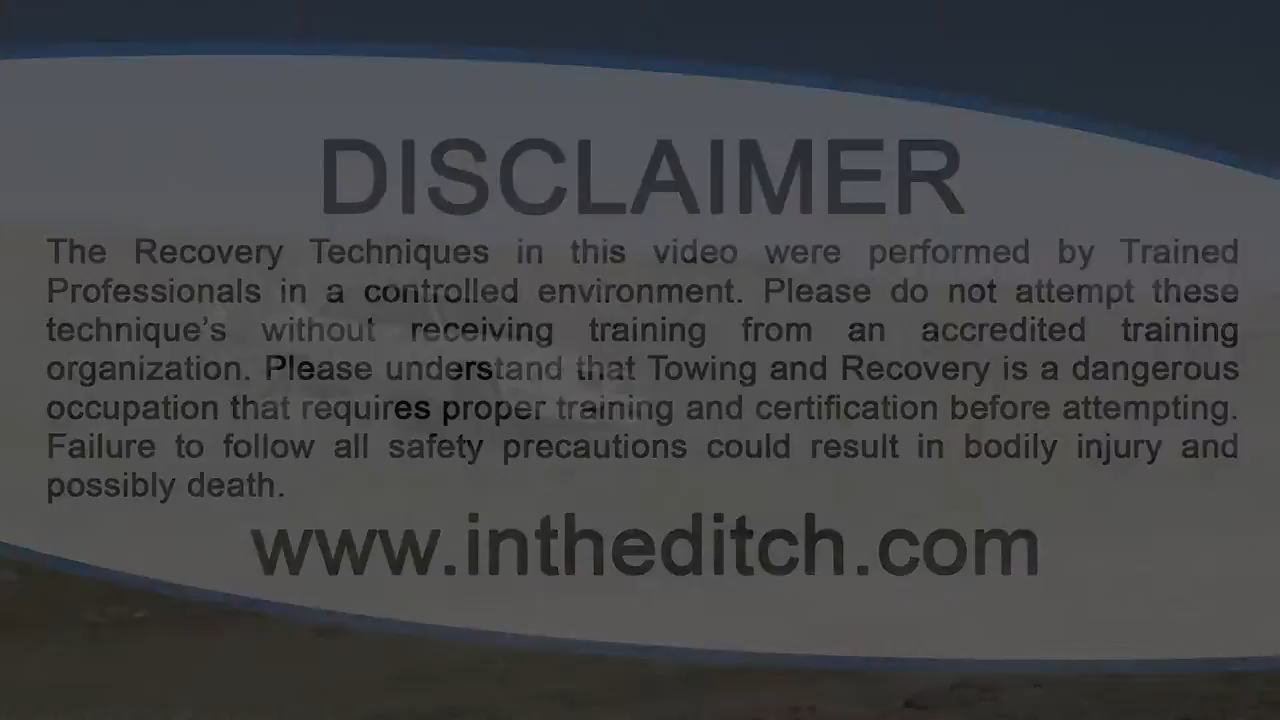 DISCLAIMER
The Recovery Techniques in this video were performed by Trained
Professionals in a controlled environment. Please do not attempt these
technique's without receiving training from an accredited training
organization. Please understand that Towing and Recovery is a dangerous
occupation that requires proper training and certification before attempting.
Failure to follow all safety precautions could result in bodily injury and
possibly death.
www.intheditch.com